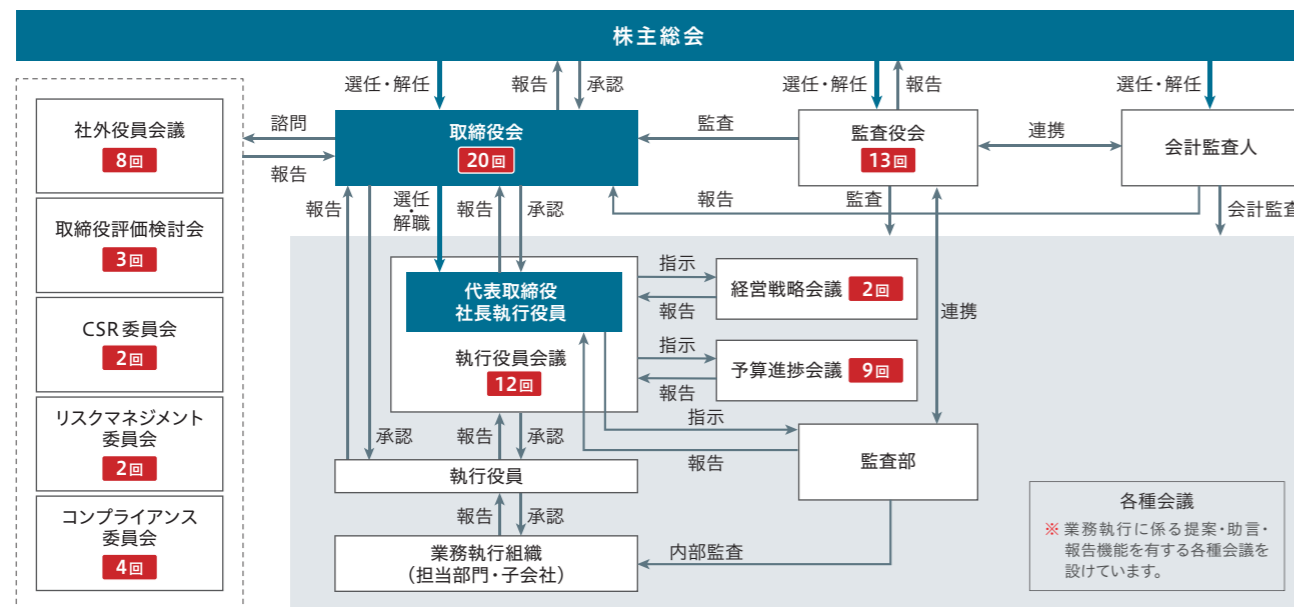 株主総会
選任・解任
報告
承認
選任・解任
報告
選任・解任
社外役員会議
8回
諮問
報告
取締役会
20回
監査
監査役会
13回
連携
会計監査人
取締役評価検討会
3回
報告
選任・解職
報告
承認
報告
監査
会計監査
CSR委員会
2回
代表取締役
社長執行役員
執行役員会議
12回
指示
報告
経営戦略会議 2回
連携
指示
報告
予算進捗会議 9回
リスクマネジメント
委員会
2回
承認
報告
承認
指示
報告
監査部
執行役員
コンプライアンス
委員会
4回
報告
承認
業務執行組織
(担当部門・子会社)
内部監査
各種会議
※ 業務執行に係る提案・助言・
報告機能を有する各種会議を
設けています。